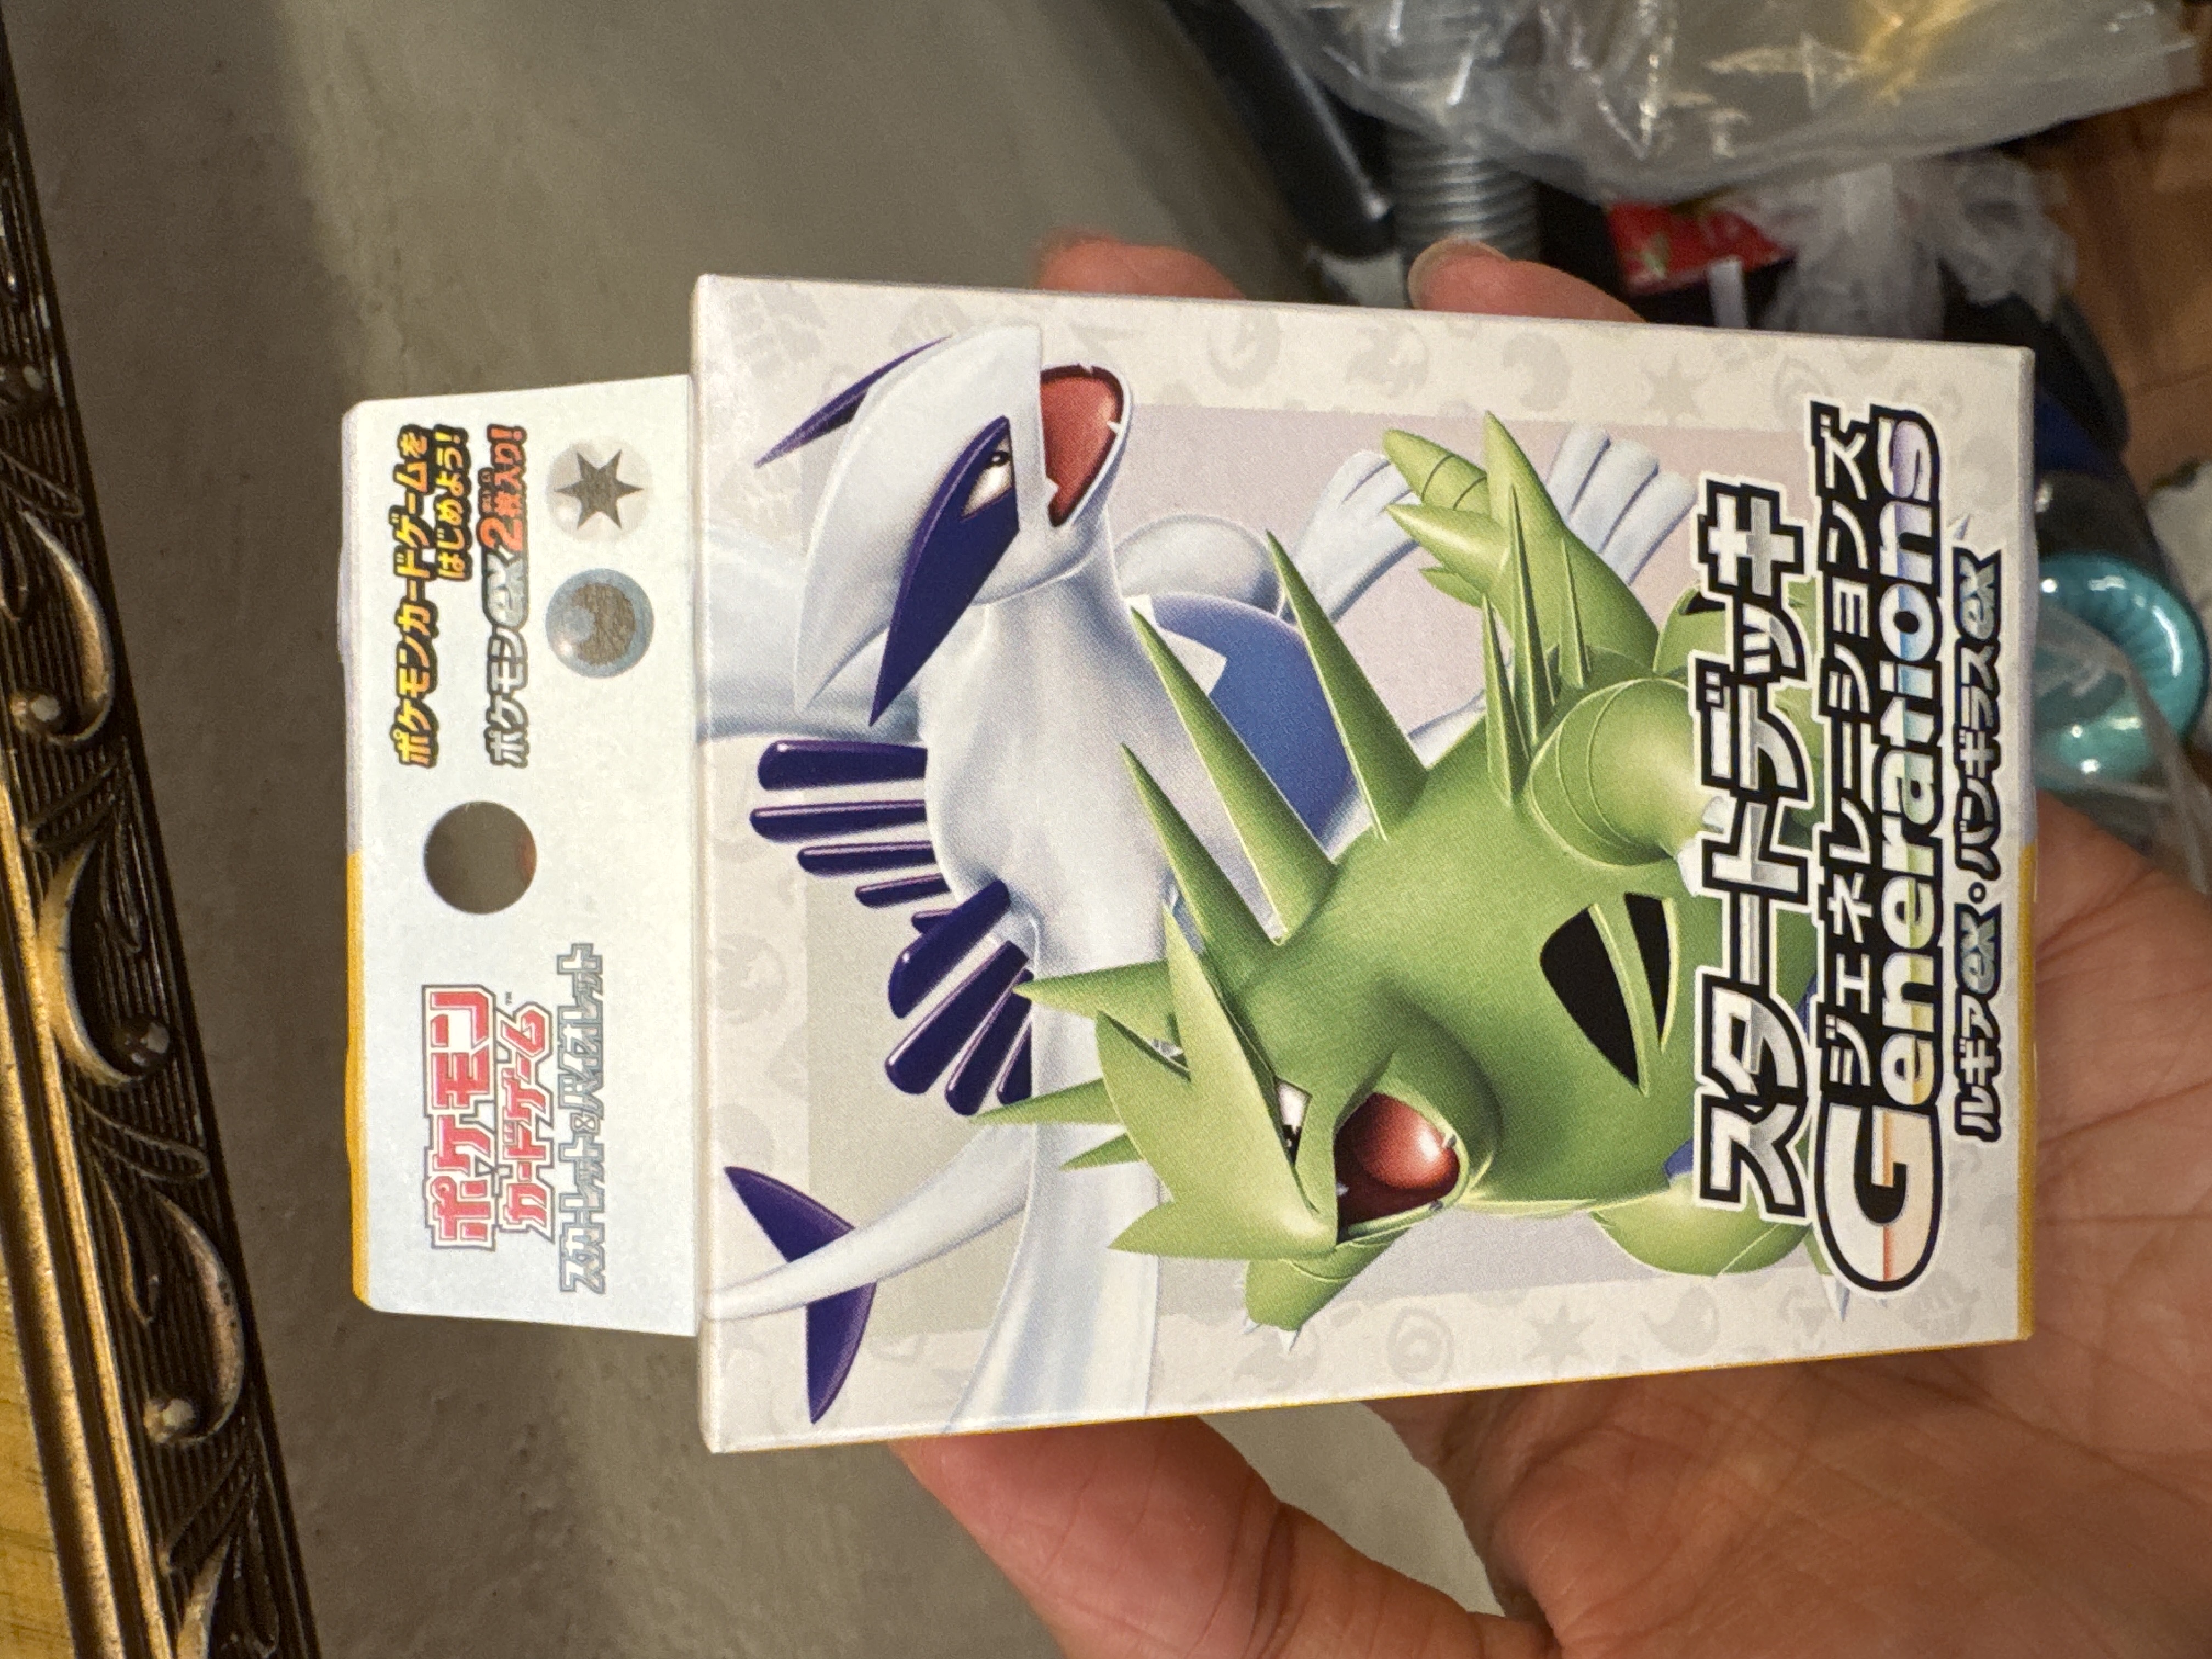 ポケモン
カードゲーム™
スカーレット&バイオレット
ポケモンカードゲームを
はじめよう!
ポケモンex2枚入り!
スタートデッキ
ジェネレーションズ
Generations
ルギアex・バンギラスex